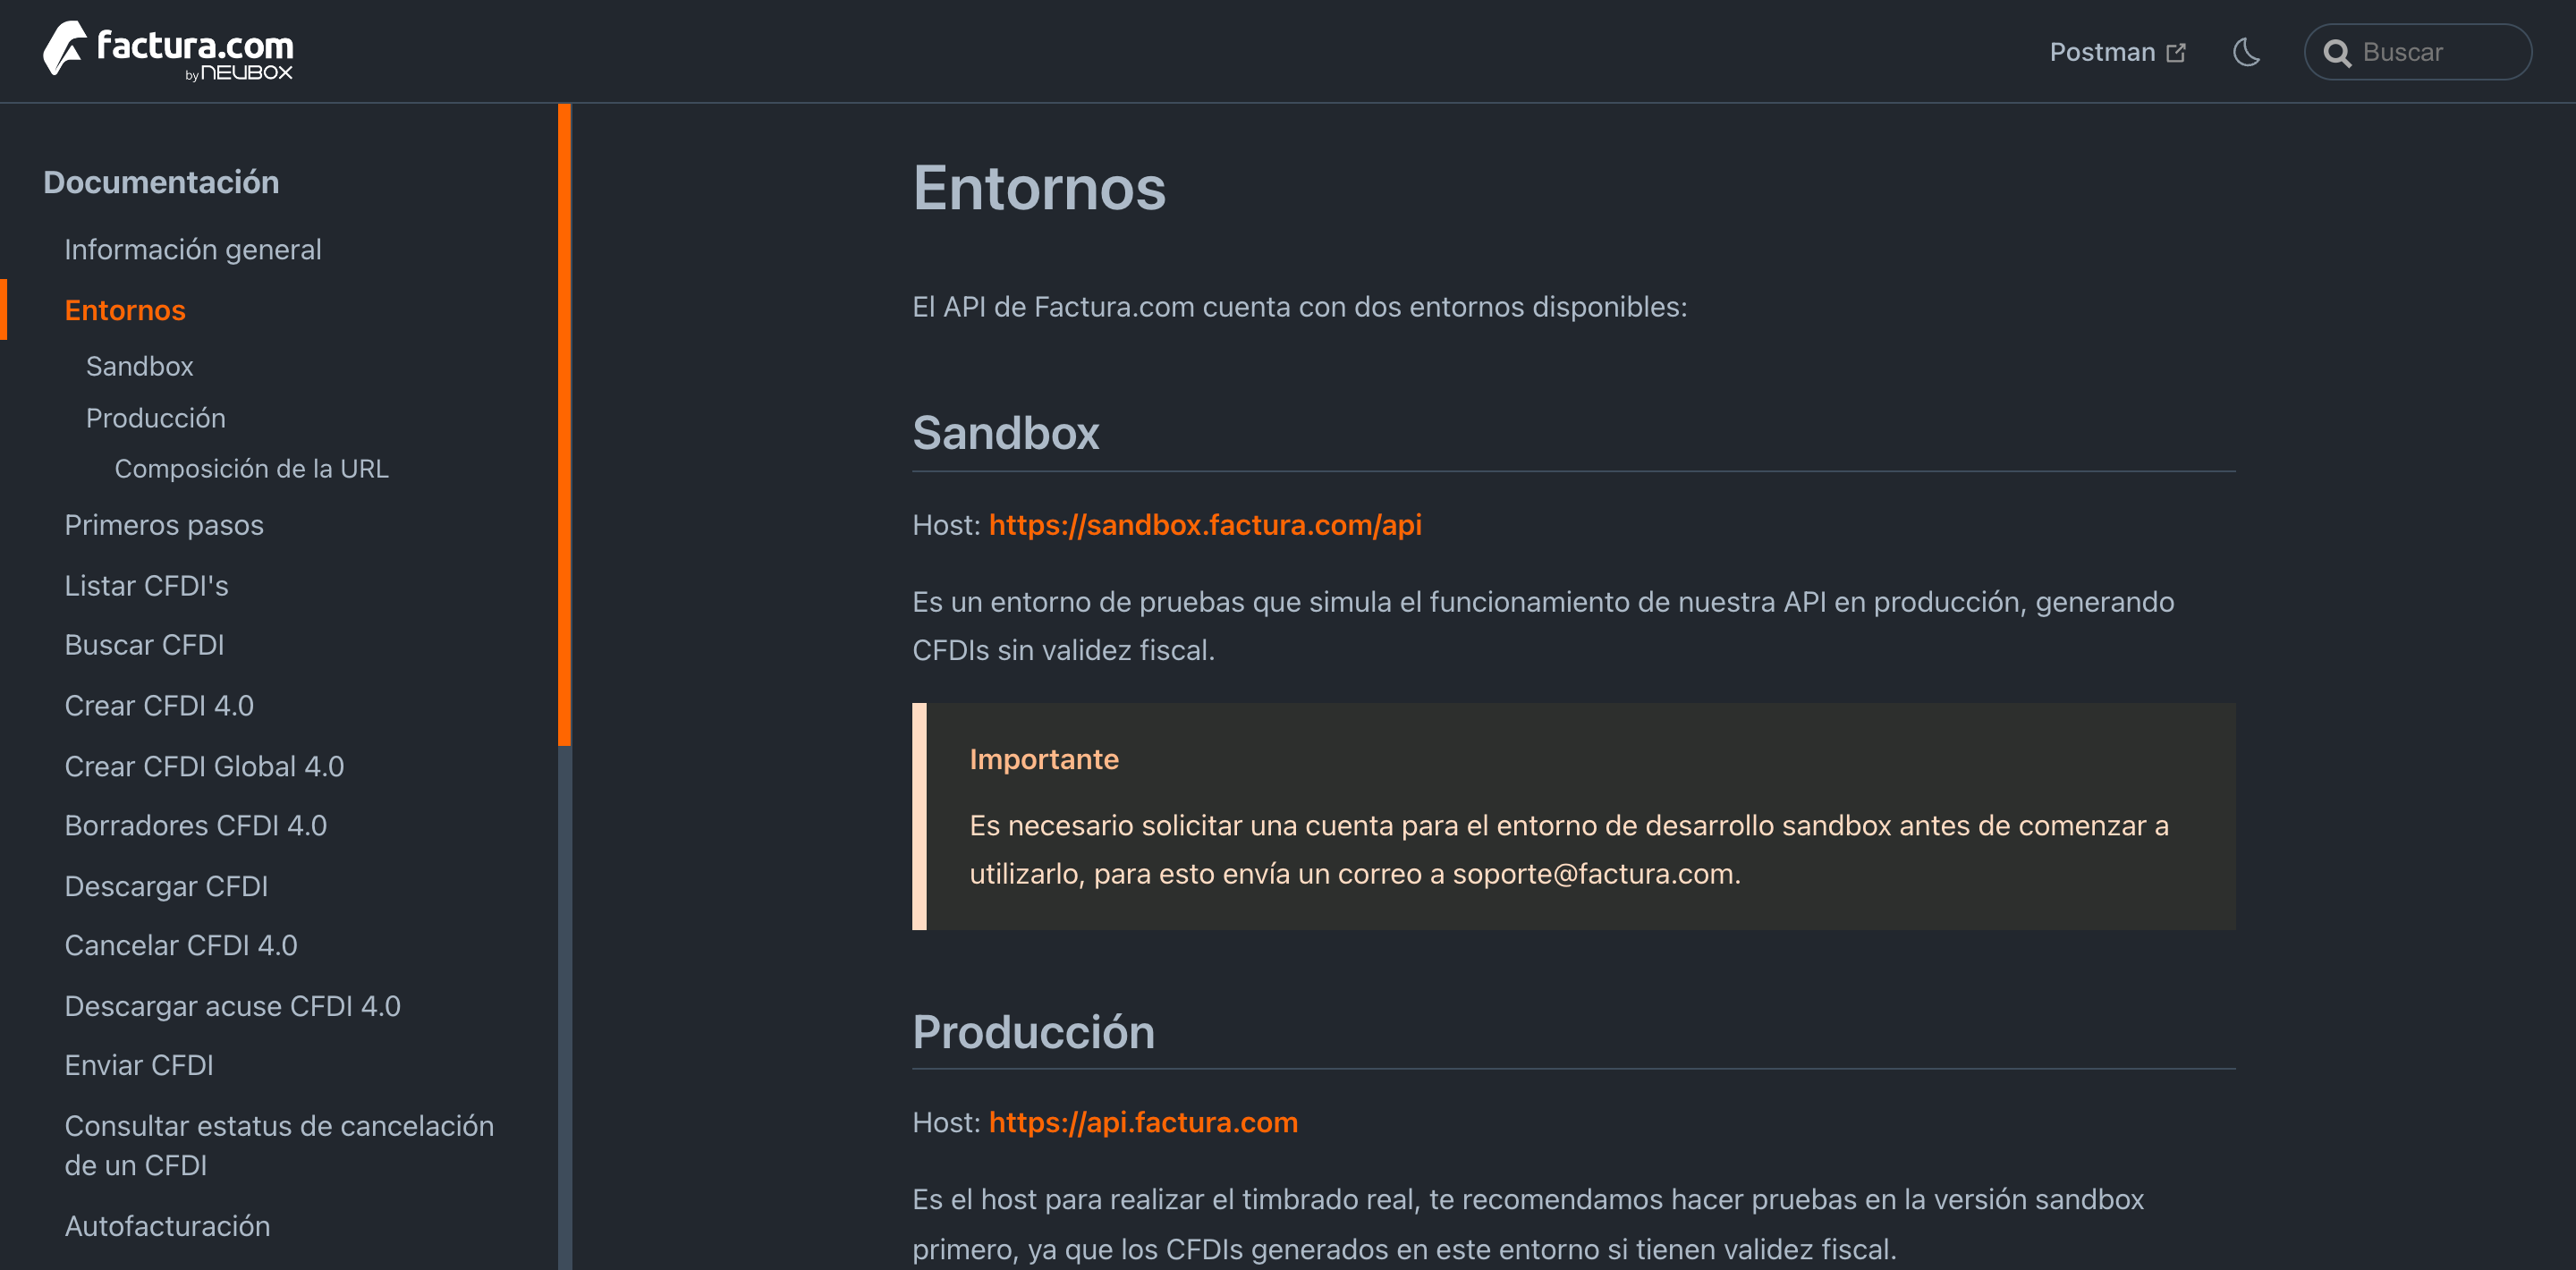 factura.com
by NEUBOX
Postman
Buscar
Documentación
Información general
Entornos
Sandbox
Producción
Composición de la URL
Primeros pasos
Listar CFDI's
Buscar CFDI
Crear CFDI 4.0
Crear CFDI Global 4.0
Borradores CFDI 4.0
Descargar CFDI
Cancelar CFDI 4.0
Descargar acuse CFDI 4.0
Enviar CFDI
Consultar estatus de cancelación
de un CFDI
Autofacturación
Entornos
El API de Factura.com cuenta con dos entornos disponibles:
Sandbox
Host: https://sandbox.factura.com/api
Es un entorno de pruebas que simula el funcionamiento de nuestra API en producción, generando
CFDIs sin validez fiscal.
Importante
Es necesario solicitar una cuenta para el entorno de desarrollo sandbox antes de comenzar a
utilizarlo, para esto envía un correo a soporte@factura.com.
Producción
Host: https://api.factura.com
Es el host para realizar el timbrado real, te recomendamos hacer pruebas en la versión sandbox
primero, ya que los CFDIs generados en este entorno si tienen validez fiscal.